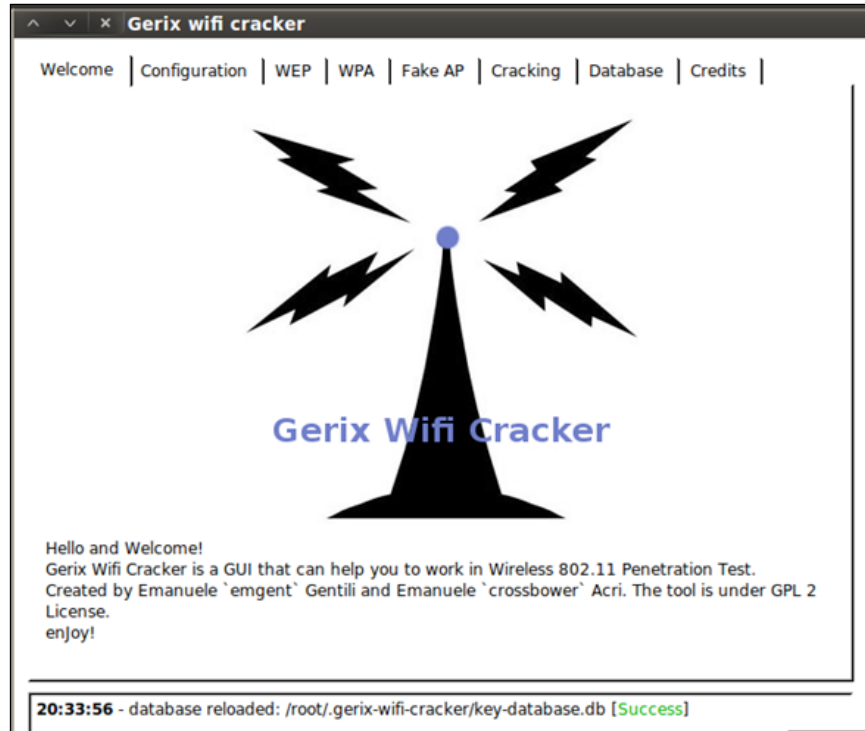 Gerix wifi cracker
Welcome Configuration WEP WPA Fake AP Cracking Database Credits
Gerix Wifi Cracker
Hello and Welcome!
Gerix Wifi Cracker is a GUI that can help you to work in Wireless 802.11 Penetration Test.
Created by Emanuele `emgent` Gentili and Emanuele `crossbower` Acri. The tool is under GPL 2
License.
enJoy!
20:33:56 - database reloaded: /root/.gerix-wifi-cracker/key-database.db [Success]